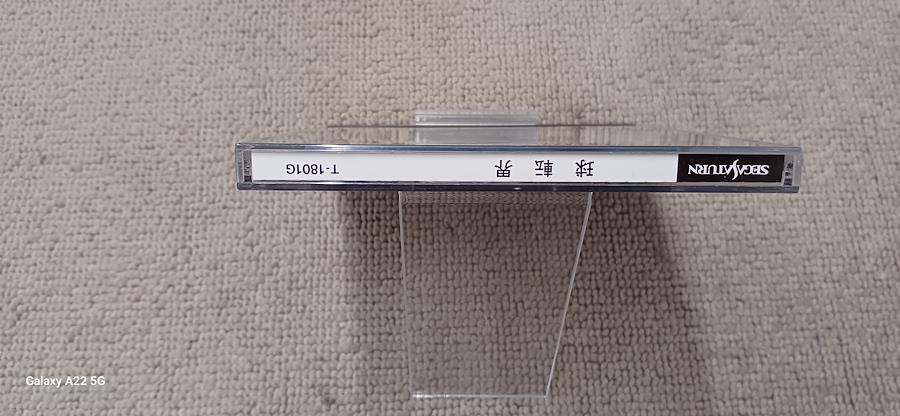 SEGA SATURN
球転界
T-1801G
Galaxy A22 5G